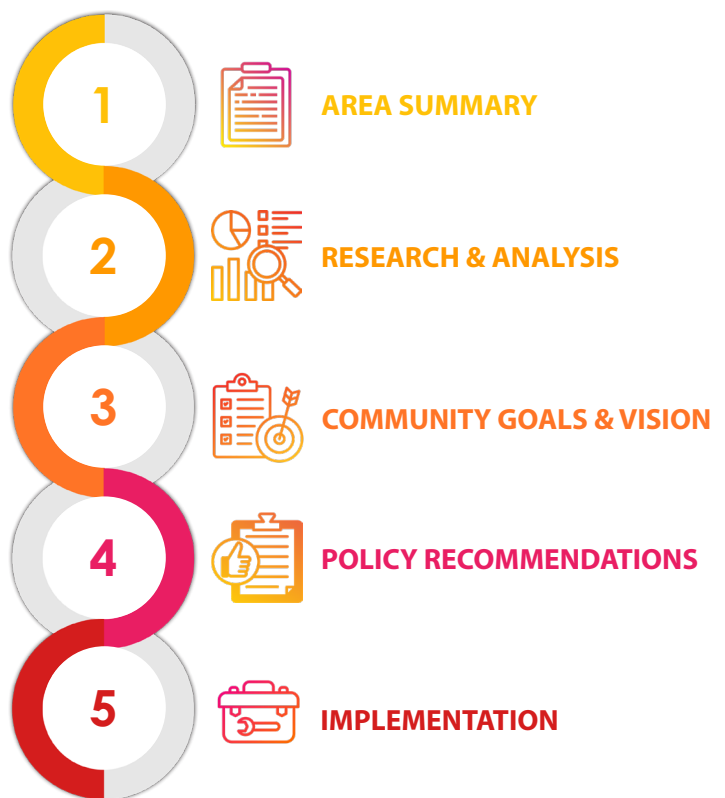 1
AREA SUMMARY
2
RESEARCH & ANALYSIS
3
COMMUNITY GOALS & VISION
4
POLICY RECOMMENDATIONS
5
IMPLEMENTATION